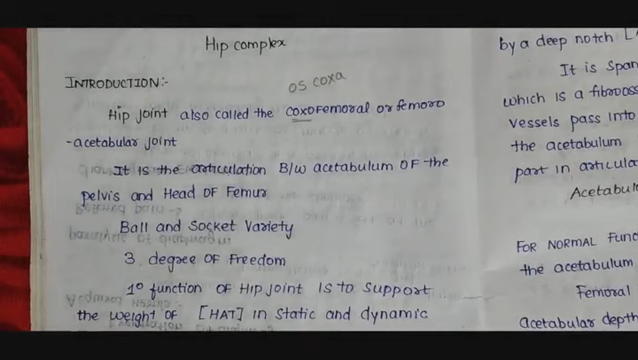 Hip complex
INTRODUCTION:-
os coxa
Hip Joint also called the coxofemoral or femoro
-acetabular joint
It is the articulation B/w acetabulum OF the
pelvis and Head OF Femur
Ball and Socket Variety
3 degree OF Freedom
1° function OF Hip Joint Is to Support
the weight OF [HAT] in Static and dynamic
by a deep notch
It is Span
which is a fibrocs
vessels pass into
the acetabulum
part in articula
Acetabul
FOR NORMAL FUNC
the acetabulum
Femoral
acetabular depth